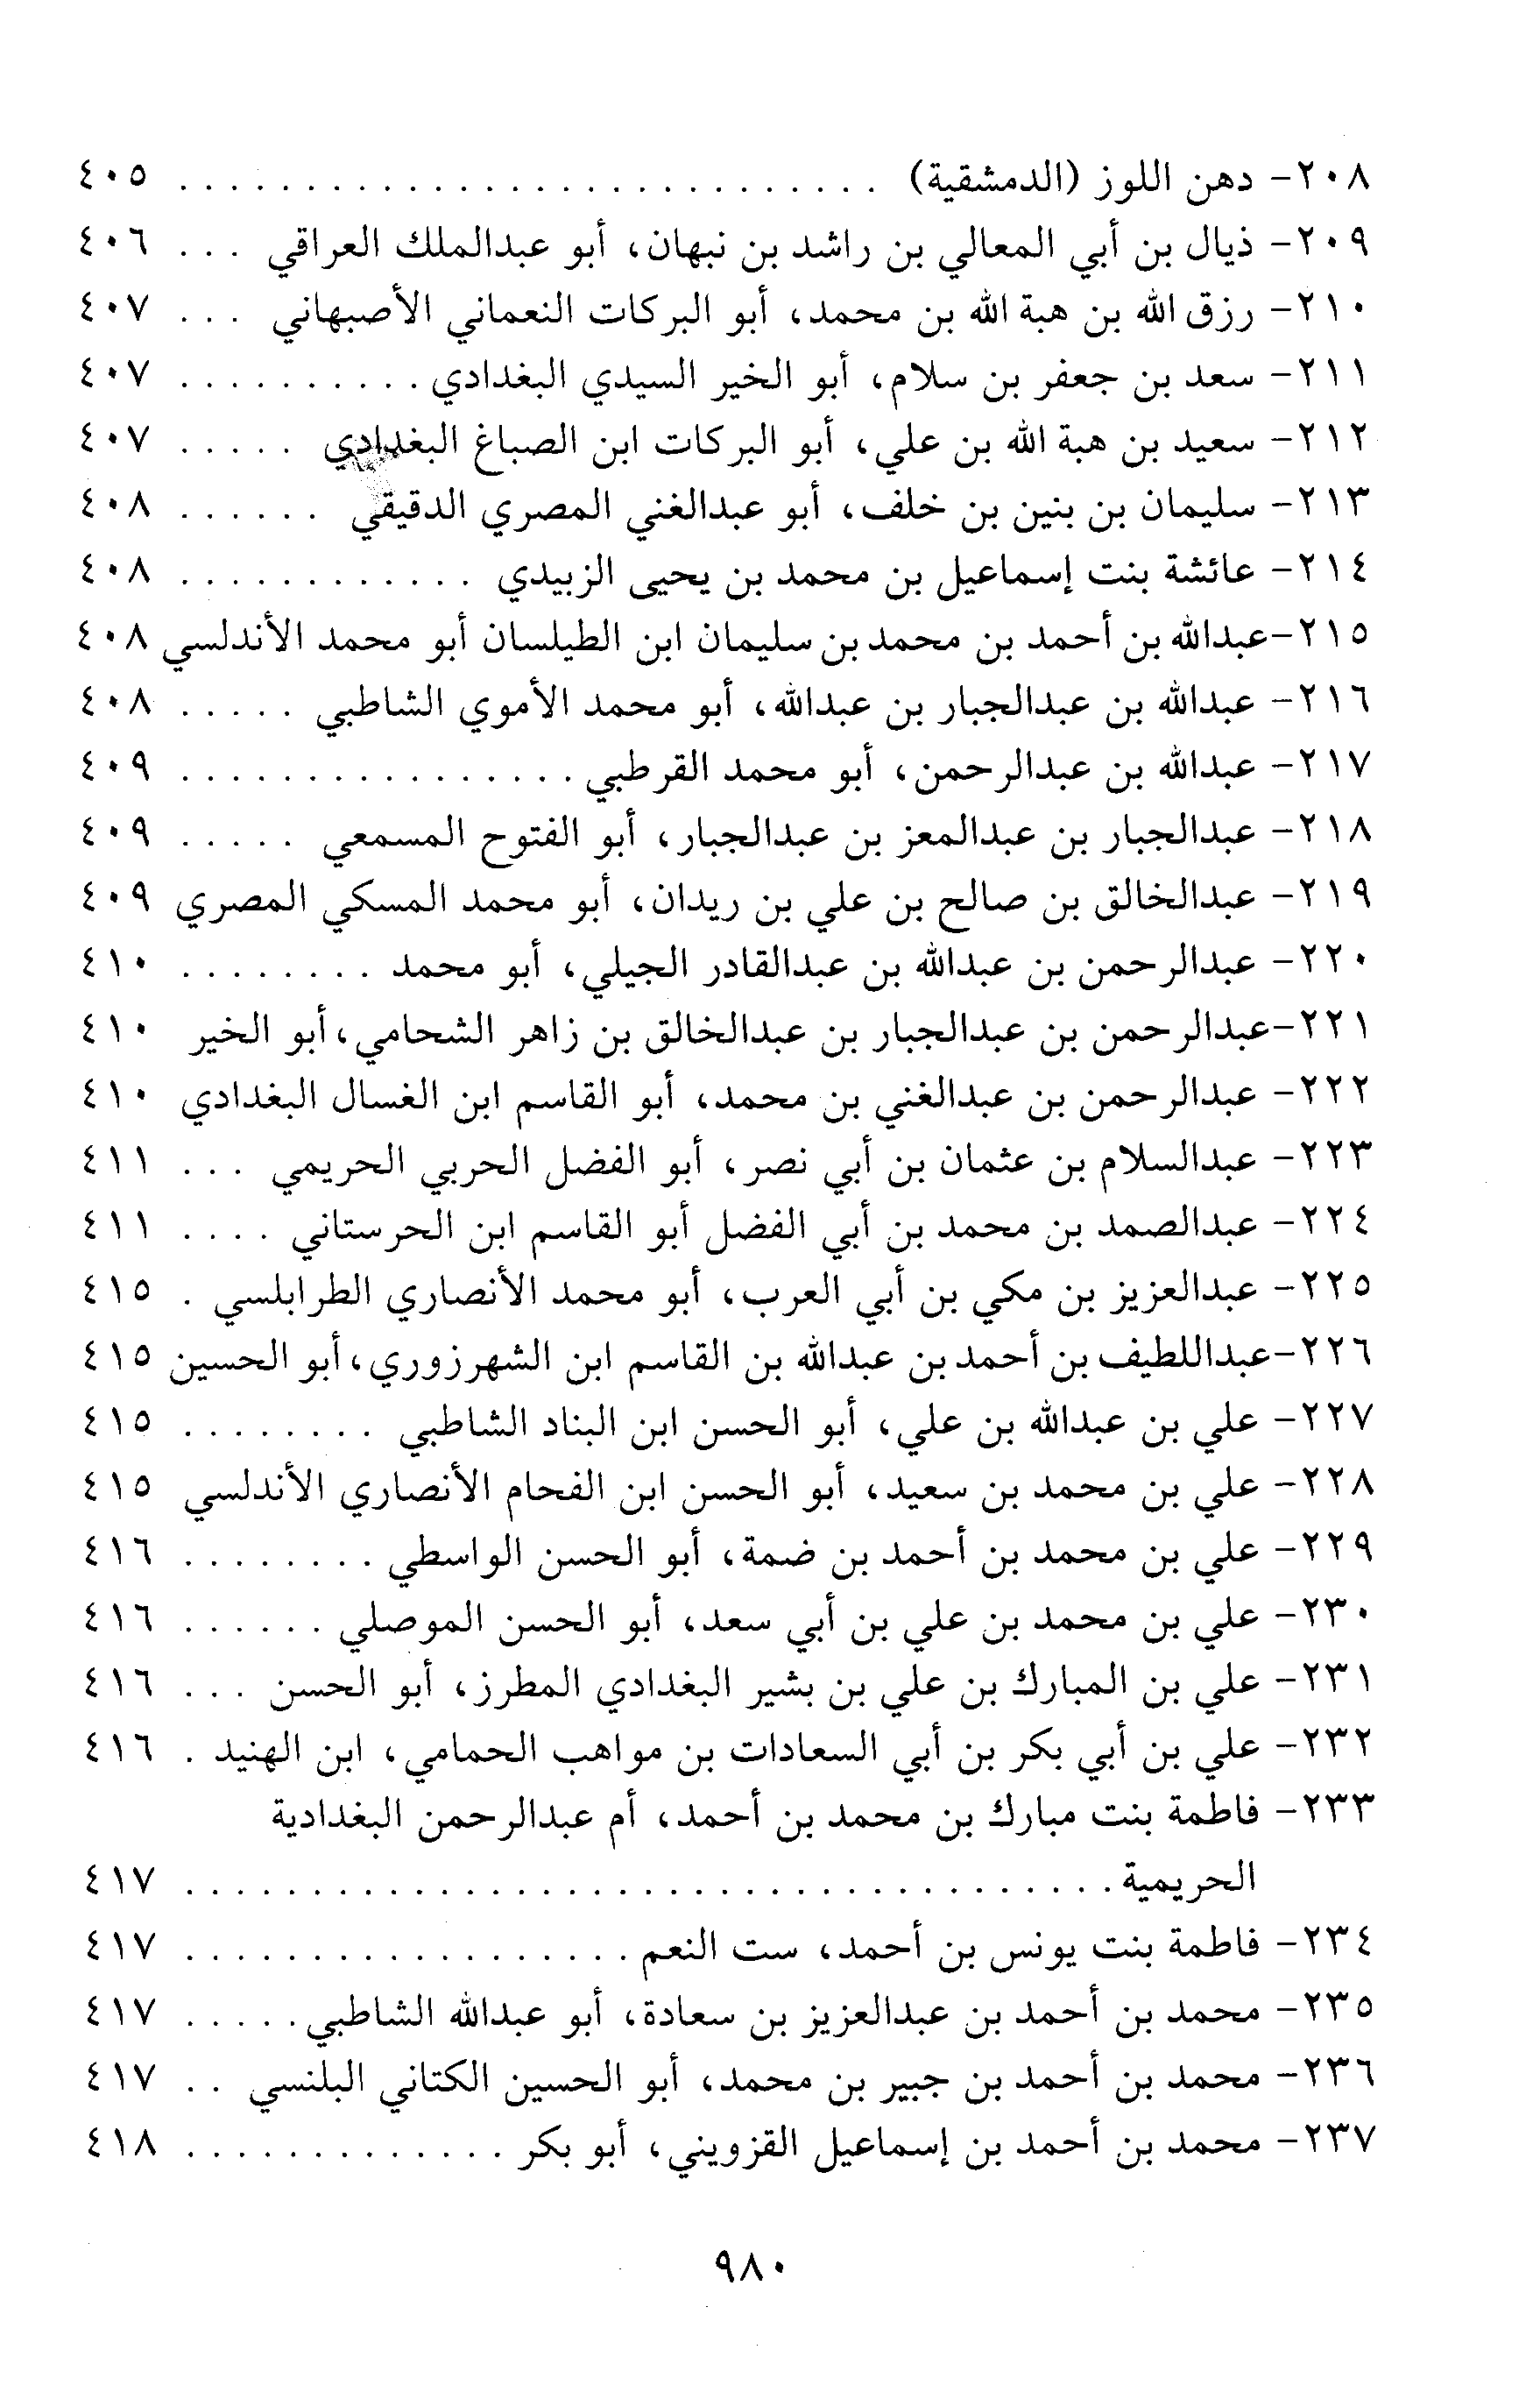 ٢٠٨- دهن اللوز (الدمشقية) . . . . . . . . . . . . . . . . . . . . . . . . . . . . ٤٠٥
٢٠٩- ذيال بن أبي المعالي بن راشد بن نبهان، أبو عبدالملك العراقي . . . ٤٠٦
٢١٠- رزق الله بن هبة الله بن محمد، أبو البركات النعماني الأصبهاني . . . ٤٠٧
٢١١- سعد بن جعفر بن سلام، أبو الخير السيدي البغدادي . . . . . . . . . . ٤٠٧
٢١٢- سعيد بن هبة الله بن علي، أبو البركات ابن الصباغ البغدادي . . . . . ٤٠٧
٢١٣- سليمان بن بنين بن خلف، أبو عبدالغني المصري الدقيقي . . . . . . ٤٠٨
٢١٤- عائشة بنت إسماعيل بن محمد بن يحيى الزبيدي . . . . . . . . . . . . ٤٠٨
٢١٥-عبدالله بن أحمد بن محمد بن سليمان ابن الطيلسان أبو محمد الأندلسي ٤٠٨
٢١٦- عبدالله بن عبدالجبار بن عبدالله، أبو محمد الأموي الشاطبي . . . . . ٤٠٨
٢١٧- عبدالله بن عبدالرحمن، أبو محمد القرطبي . . . . . . . . . . . . . . . . ٤٠٩
٢١٨- عبدالجبار بن عبدالمعز بن عبدالجبار، أبو الفتوح المسمعي . . . . . ٤٠٩
٢١٩- عبدالخالق بن صالح بن علي بن ريدان، أبو محمد المسكي المصري ٤٠٩
٢٢٠- عبدالرحمن بن عبدالله بن عبدالقادر الجيلي، أبو محمد . . . . . . . . ٤١٠
٢٢١-عبدالرحمن بن عبدالجبار بن عبدالخالق بن زاهر الشحامي،أبو الخير ٤١٠
٢٢٢- عبدالرحمن بن عبدالغني بن محمد، أبو القاسم ابن الغسال البغدادي ٤١٠
٢٢٣- عبدالسلام بن عثمان بن أبي نصر، أبو الفضل الحربي الحريمي . . . ٤١١
٢٢٤- عبدالصمد بن محمد بن أبي الفضل أبو القاسم ابن الحرستاني . . . . ٤١١
٢٢٥- عبدالعزيز بن مكي بن أبي العرب، أبو محمد الأنصاري الطرابلسي . ٤١٥
٢٢٦-عبداللطيف بن أحمد بن عبدالله بن القاسم ابن الشهرزوري،أبو الحسين ٤١٥
٢٢٧- علي بن عبدالله بن علي، أبو الحسن ابن البناد الشاطبي . . . . . . . . ٤١٥
٢٢٨- علي بن محمد بن سعيد، أبو الحسن ابن الفحام الأنصاري الأندلسي ٤١٥
٢٢٩- علي بن محمد بن أحمد بن ضمة، أبو الحسن الواسطي . . . . . . . . ٤١٦
٢٣٠- علي بن محمد بن علي بن أبي سعد، أبو الحسن الموصلي . . . . . . ٤١٦
٢٣١- علي بن المبارك بن علي بن بشير البغدادي المطرز، أبو الحسن . . . ٤١٦
٢٣٢- علي بن أبي بكر بن أبي السعادات بن مواهب الحمامي، ابن الهنيد . ٤١٦
٢٣٣- فاطمة بنت مبارك بن محمد بن أحمد، أم عبدالرحمن البغدادية
الحريمية . . . . . . . . . . . . . . . . . . . . . . . . . . . . . . . . . . . . . ٤١٧
٢٣٤- فاطمة بنت يونس بن أحمد، ست النعم . . . . . . . . . . . . . . . . . . ٤١٧
٢٣٥- محمد بن أحمد بن عبدالعزيز بن سعادة، أبو عبدالله الشاطبي . . . . . ٤١٧
٢٣٦- محمد بن أحمد بن جبير بن محمد، أبو الحسين الكتاني البلنسي . . ٤١٧
٢٣٧- محمد بن أحمد بن إسماعيل القزويني، أبو بكر . . . . . . . . . . . . . ٤١٨
٩٨٠